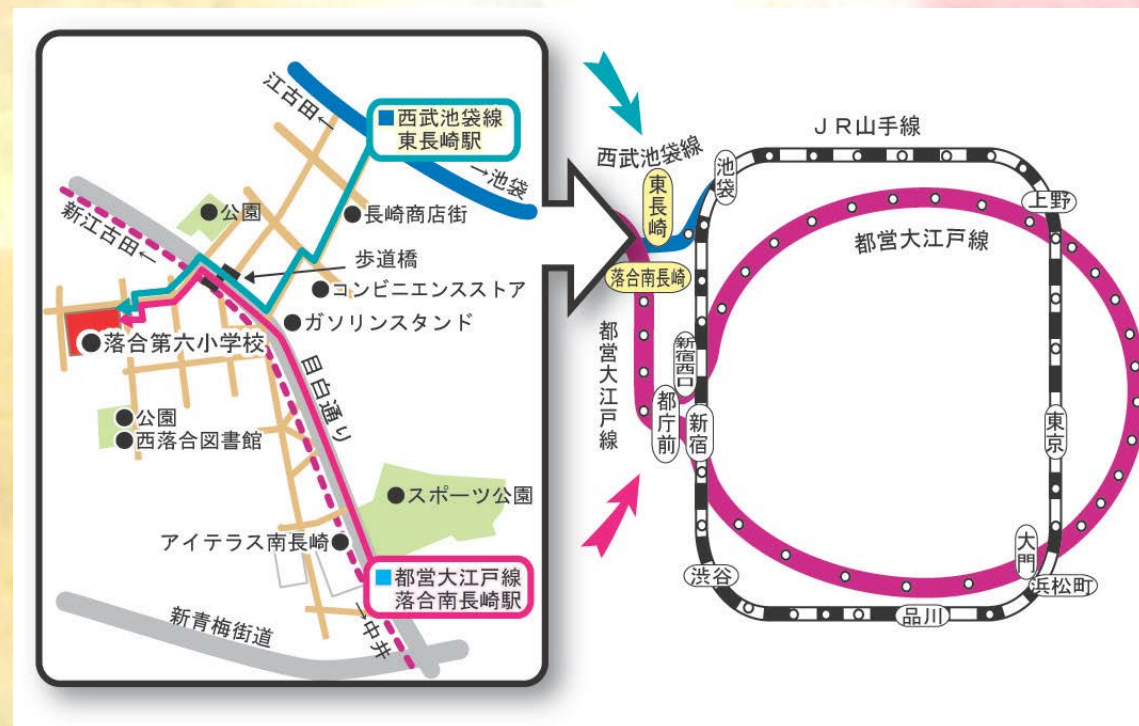 江古田←
■西武池袋線
東長崎駅
→池袋
●公園
●長崎商店街
新江古田←
歩道橋
●コンビニエンスストア
●ガソリンスタンド
●落合第六小学校
目白通り
●公園
●西落合図書館
●スポーツ公園
アイテラス南長崎●
■都営大江戸線
落合南長崎駅
新青梅街道
→中井
JR山手線
西武池袋線
池袋
東長崎
上野
都営大江戸線
落合南長崎
都営大江戸線
新宿西口
都庁前
新宿
東京
大門
渋谷
浜松町
品川